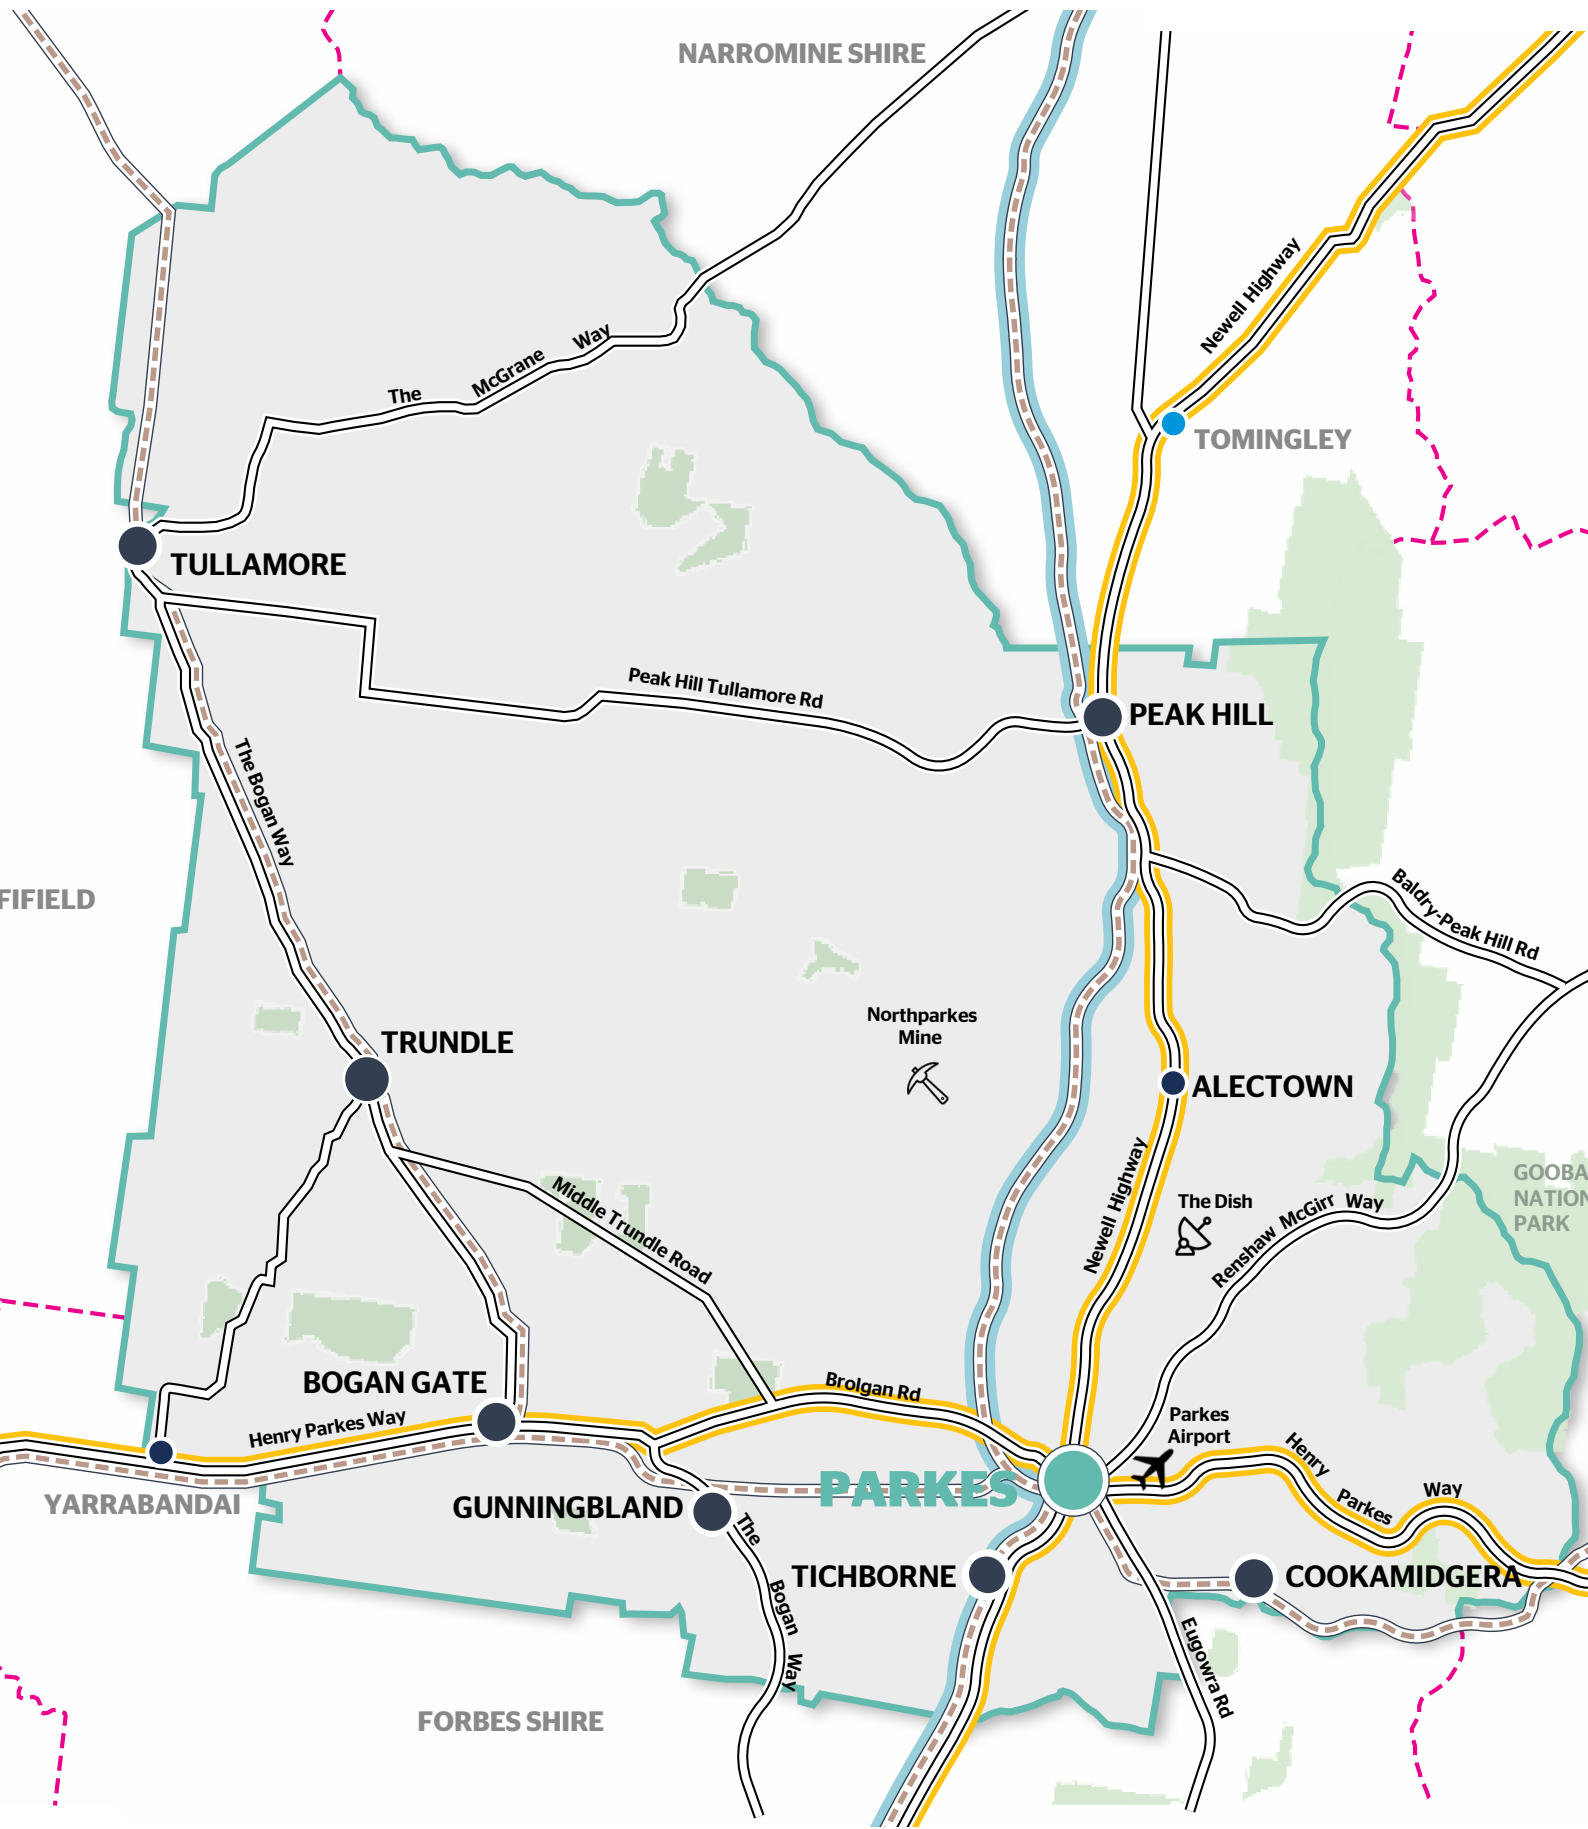 NARROMINE SHIRE
Newell Highway
The McGrane Way
TOMINGLEY
TULLAMORE
Peak Hill Tullamore Rd
PEAK HILL
The Bogan Way
FIFIELD
Baldry-Peak Hill Rd
Northparkes
Mine
TRUNDLE
ALECTOWN
Newell Highway
The Dish
Renshaw McGirr Way
GOOBA
NATION
PARK
Middle Trundle Road
BOGAN GATE
Brolgan Rd
Henry Parkes Way
Parkes
Airport
Henry Parkes Way
PARKES
YARRABANDAI
GUNNINGBLAND
The Bogan Way
TICHBORNE
COOKAMIDGERA
Eugowra Rd
FORBES SHIRE